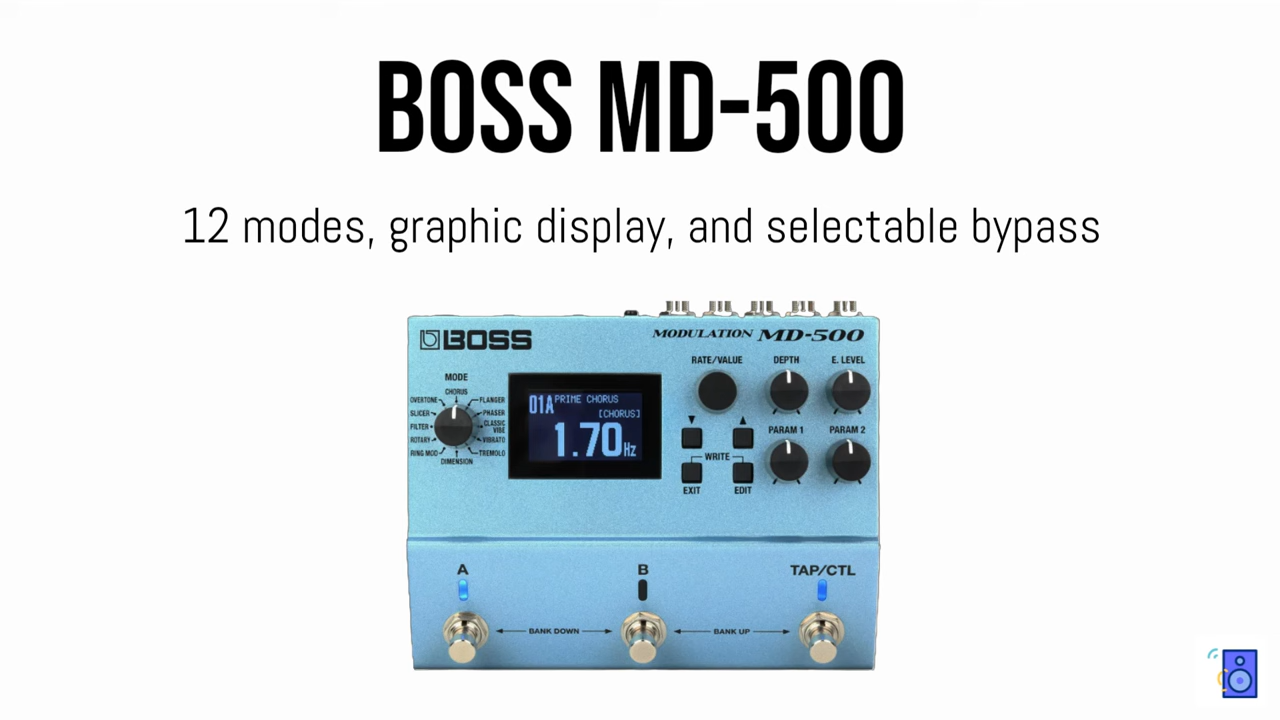 BOSS MD-500
12 modes, graphic display, and selectable bypass
BOSS
MODULATION MD-500
MODE
CHORUS
FLANGER
PHASER
CLASSIC VIBE
VIBRATO
TREMOLO
DIMENSION
RING MOD
ROTARY
FILTER
SLICER
OVERTONE
01A PRIME CHORUS
[CHORUS]
1.70Hz
RATE/VALUE
DEPTH
E. LEVEL
PARAM 1
PARAM 2
WRITE
EXIT
EDIT
A
B
TAP/CTL
BANK DOWN
BANK UP